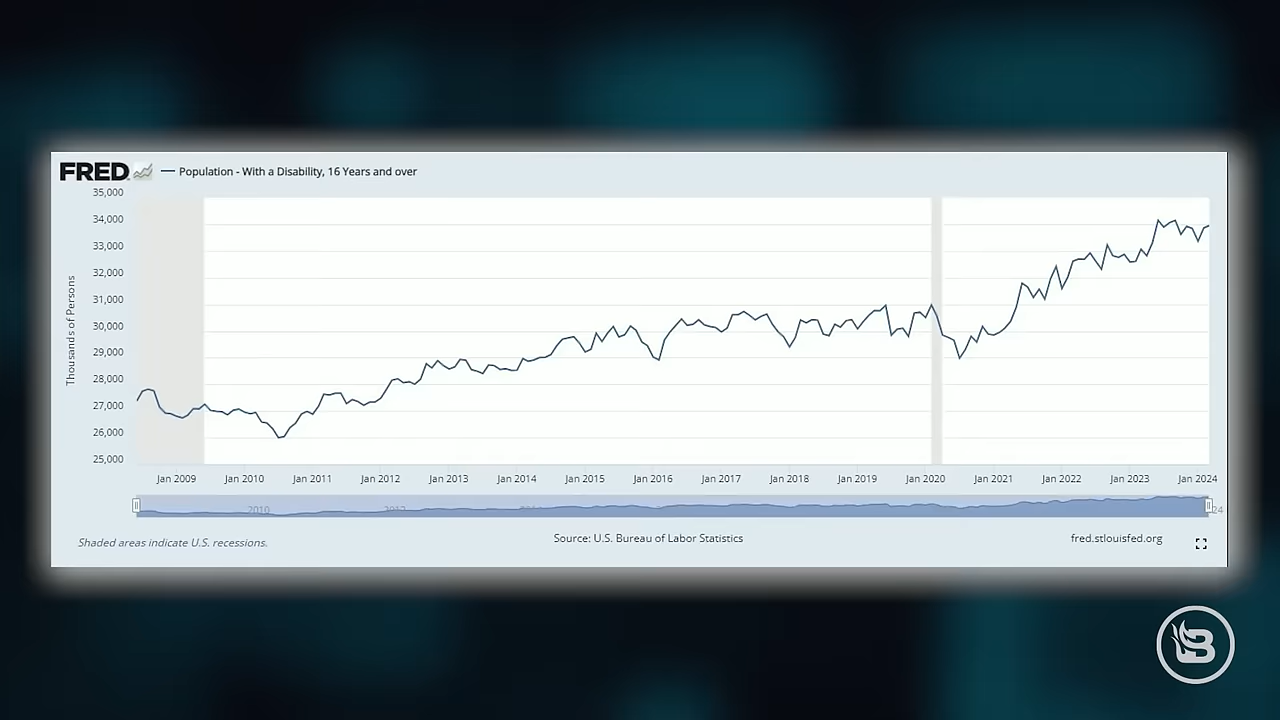 FRED
Population - With a Disability, 16 Years and over
35,000
34,000
33,000
32,000
31,000
30,000
29,000
28,000
27,000
26,000
25,000
Thousands of Persons
Jan 2009 Jan 2010 Jan 2011 Jan 2012 Jan 2013 Jan 2014 Jan 2015 Jan 2016 Jan 2017 Jan 2018 Jan 2019 Jan 2020 Jan 2021 Jan 2022 Jan 2023 Jan 2024
2010 2012 24
Shaded areas indicate U.S. recessions.
Source: U.S. Bureau of Labor Statistics
fred.stlouisfed.org
B